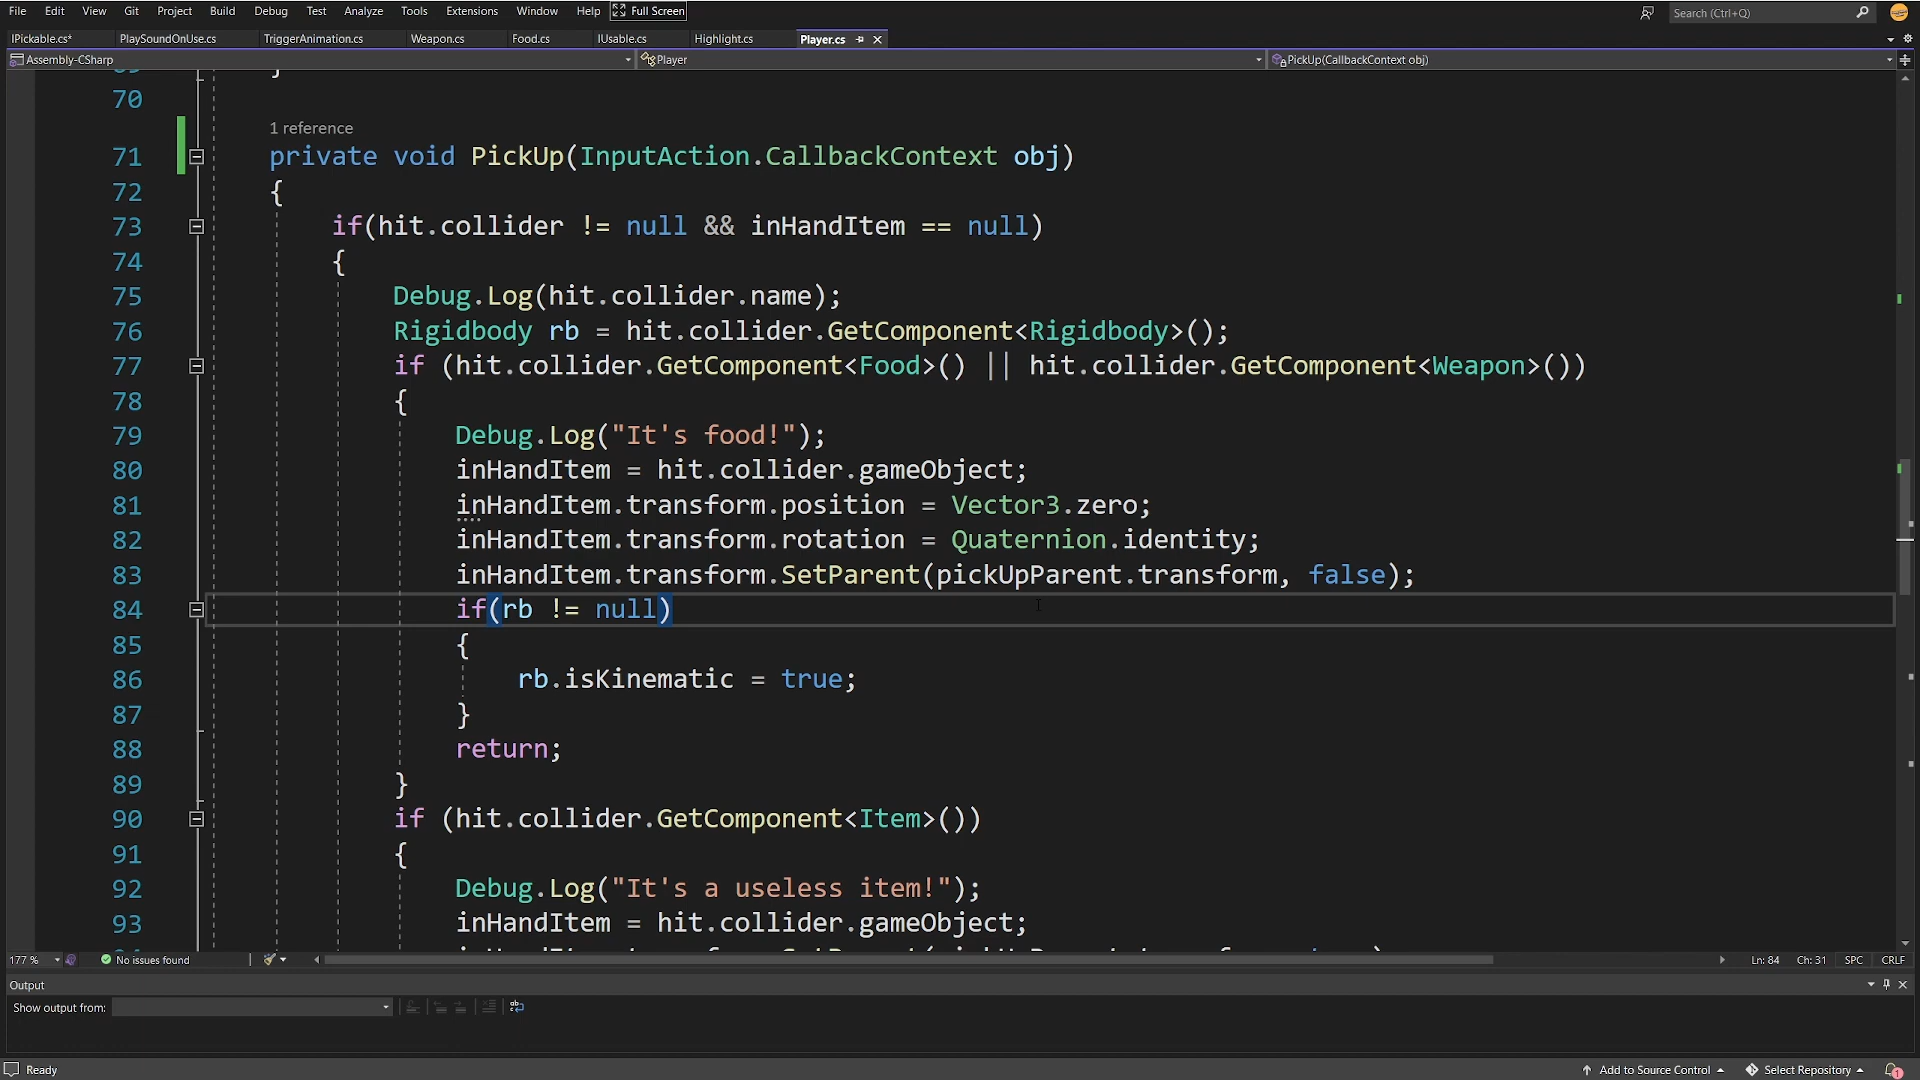 File Edit View Git Project Build Debug Test Analyze Tools Extensions Window Help Full Screen Search (Ctrl+Q)
IPickable.cs* PlaySoundOnUse.cs TriggerAnimation.cs Weapon.cs Food.cs IUsable.cs Highlight.cs Player.cs
Assembly-CSharp Player PickUp(CallbackContext obj)
70
1 reference
71 private void PickUp(InputAction.CallbackContext obj)
72 {
73 if(hit.collider != null && inHandItem == null)
74 {
75 Debug.Log(hit.collider.name);
76 Rigidbody rb = hit.collider.GetComponent<Rigidbody>();
77 if (hit.collider.GetComponent<Food>() || hit.collider.GetComponent<Weapon>())
78 {
79 Debug.Log("It's food!");
80 inHandItem = hit.collider.gameObject;
81 inHandItem.transform.position = Vector3.zero;
82 inHandItem.transform.rotation = Quaternion.identity;
83 inHandItem.transform.SetParent(pickUpParent.transform, false);
84 if(rb != null)
85 {
86 rb.isKinematic = true;
87 }
88 return;
89 }
90 if (hit.collider.GetComponent<Item>())
91 {
92 Debug.Log("It's a useless item!");
93 inHandItem = hit.collider.gameObject;
177 % No issues found Ln: 84 Ch: 31 SPC CRLF
Output
Show output from:
Ready Add to Source Control Select Repository 1